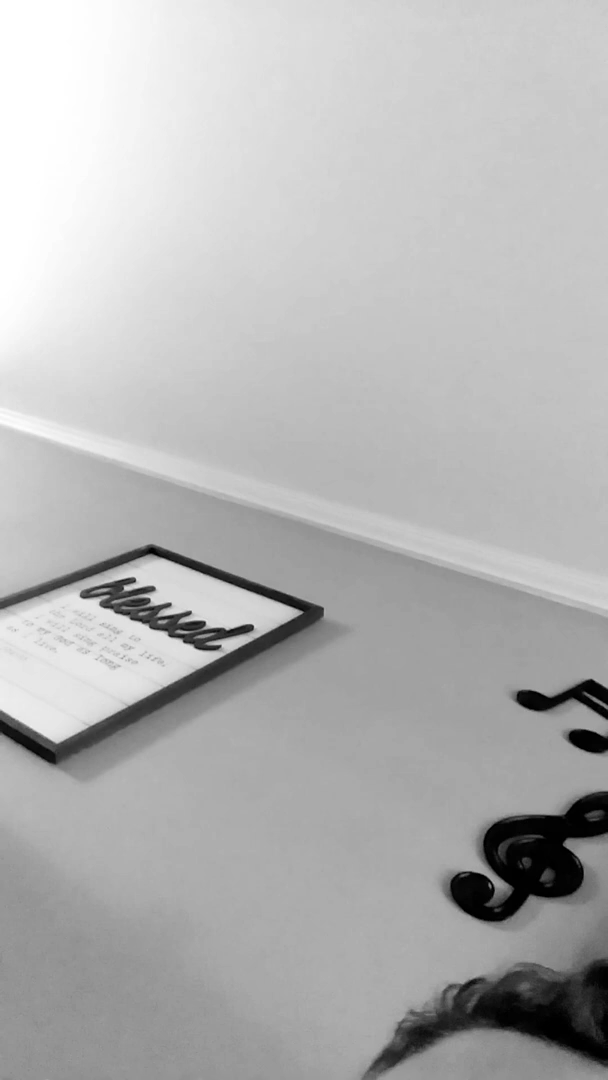 blessed
i will sing to
the Lord all my life,
i will sing praise
to my God as long
as i live.